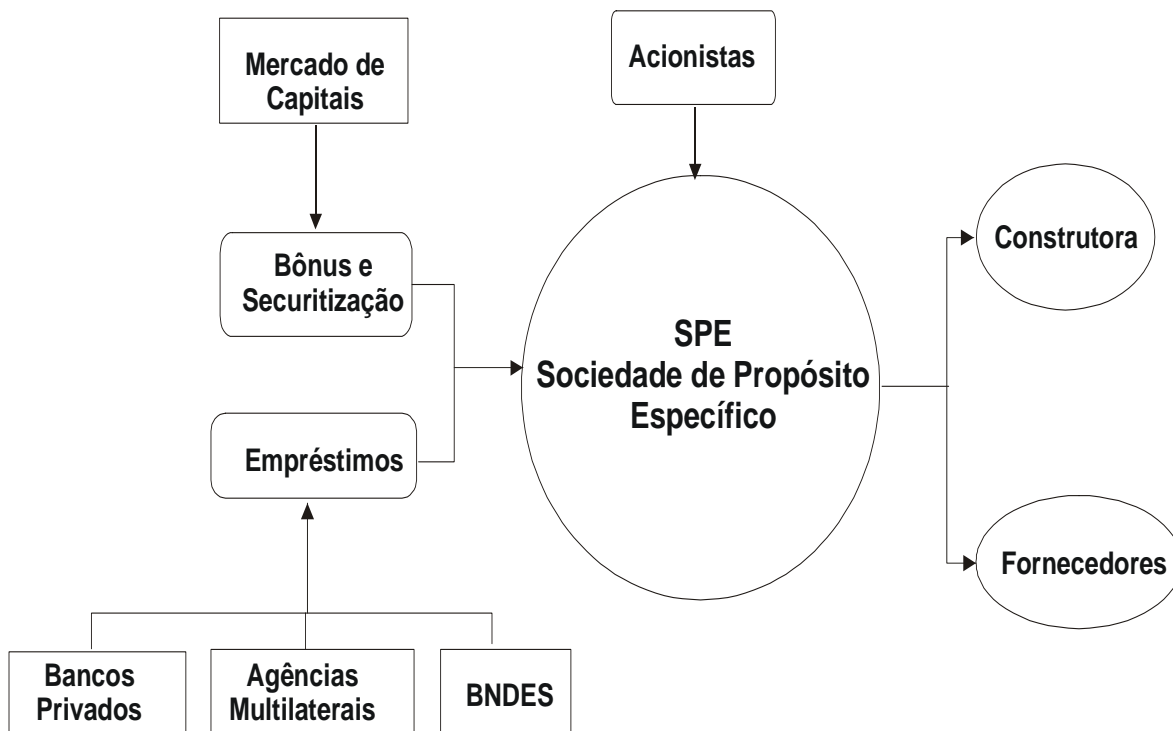 Mercado de
Capitais
Acionistas
Bônus e
Securitização
Construtora
SPE
Sociedade de Propósito
Específico
Empréstimos
Fornecedores
Bancos
Privados
Agências
Multilaterais
BNDES